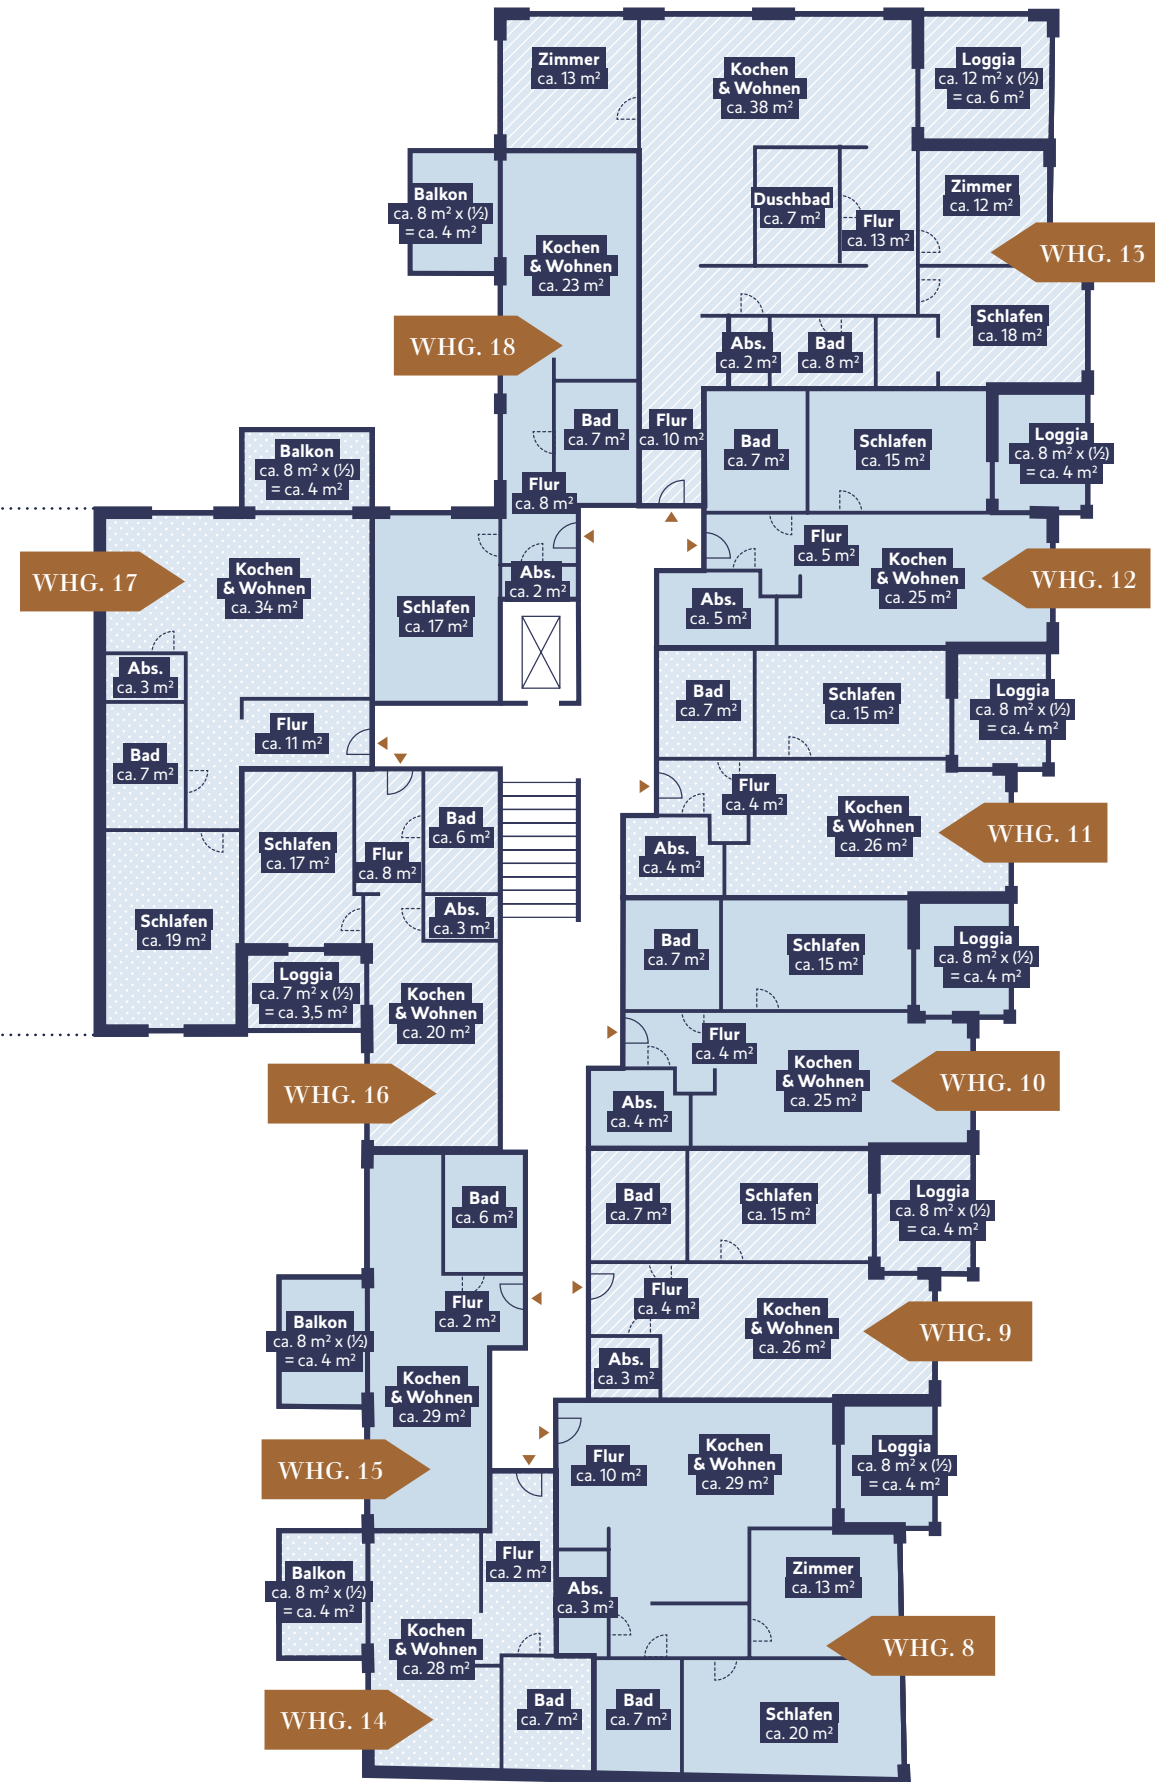 Zimmer
ca. 13 m²
Kochen
& Wohnen
ca. 38 m²
Loggia
ca. 12 m² x (½)
= ca. 6 m²
Balkon
ca. 8 m² x (½)
= ca. 4 m²
Duschbad
ca. 7 m²
Flur
ca. 13 m²
Zimmer
ca. 12 m²
WHG. 13
Kochen
& Wohnen
ca. 23 m²
WHG. 18
Abs.
ca. 2 m²
Bad
ca. 8 m²
Schlafen
ca. 18 m²
Bad
ca. 7 m²
Flur
ca. 10 m²
Bad
ca. 7 m²
Schlafen
ca. 15 m²
Loggia
ca. 8 m² x (½)
= ca. 4 m²
Balkon
ca. 8 m² x (½)
= ca. 4 m²
Flur
ca. 8 m²
Flur
ca. 5 m²
Kochen
& Wohnen
ca. 25 m²
WHG. 12
WHG. 17
Kochen
& Wohnen
ca. 34 m²
Abs.
ca. 2 m²
Schlafen
ca. 17 m²
Abs.
ca. 5 m²
Abs.
ca. 3 m²
Bad
ca. 7 m²
Schlafen
ca. 15 m²
Loggia
ca. 8 m² x (½)
= ca. 4 m²
Flur
ca. 11 m²
Bad
ca. 7 m²
Flur
ca. 4 m²
Kochen
& Wohnen
ca. 26 m²
WHG. 11
Schlafen
ca. 17 m²
Flur
ca. 8 m²
Bad
ca. 6 m²
Abs.
ca. 4 m²
Schlafen
ca. 19 m²
Abs.
ca. 3 m²
Bad
ca. 7 m²
Schlafen
ca. 15 m²
Loggia
ca. 8 m² x (½)
= ca. 4 m²
Loggia
ca. 7 m² x (½)
= ca. 3,5 m²
Kochen
& Wohnen
ca. 20 m²
Flur
ca. 4 m²
Kochen
& Wohnen
ca. 25 m²
WHG. 10
WHG. 16
Abs.
ca. 4 m²
Bad
ca. 6 m²
Bad
ca. 7 m²
Schlafen
ca. 15 m²
Loggia
ca. 8 m² x (½)
= ca. 4 m²
Flur
ca. 2 m²
Flur
ca. 4 m²
Kochen
& Wohnen
ca. 26 m²
WHG. 9
Balkon
ca. 8 m² x (½)
= ca. 4 m²
Abs.
ca. 3 m²
Kochen
& Wohnen
ca. 29 m²
WHG. 15
Flur
ca. 10 m²
Kochen
& Wohnen
ca. 29 m²
Loggia
ca. 8 m² x (½)
= ca. 4 m²
Balkon
ca. 8 m² x (½)
= ca. 4 m²
Flur
ca. 2 m²
Abs.
ca. 3 m²
Zimmer
ca. 13 m²
Kochen
& Wohnen
ca. 28 m²
WHG. 8
WHG. 14
Bad
ca. 7 m²
Bad
ca. 7 m²
Schlafen
ca. 20 m²